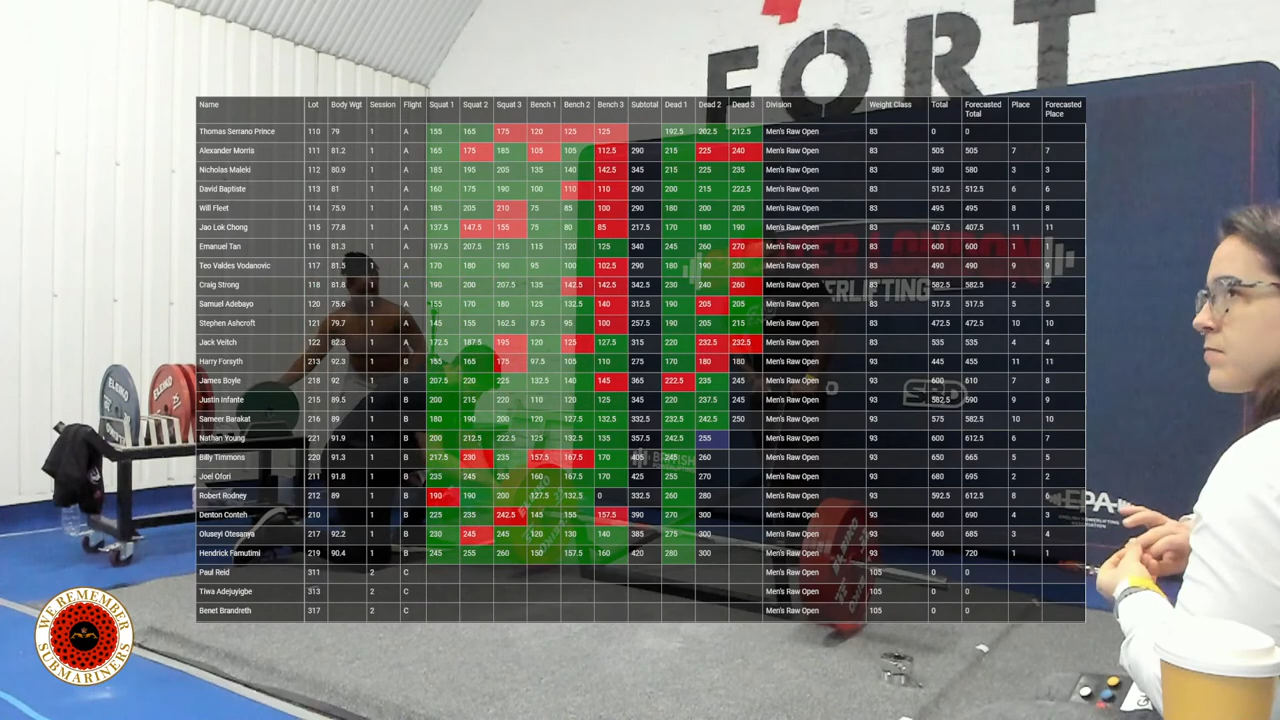 FORT
Name Lot Body Wgt Session Flight Squat 1 Squat 2 Squat 3 Bench 1 Bench 2 Bench 3 Subtotal Dead 1 Dead 2 Dead 3 Division Weight Class Total Forecasted Total Place Forecasted Place
Thomas Serrano Prince 110 79 1 A 155 165 175 120 125 125 192.5 202.5 212.5 Men's Raw Open 83 0 0
Alexander Morris 111 81.2 1 A 165 175 185 105 105 112.5 290 215 225 240 Men's Raw Open 83 505 505 7 7
Nicholas Maleki 112 80.9 1 A 185 195 205 135 140 142.5 345 215 225 235 Men's Raw Open 83 580 580 3 3
David Baptiste 113 81 1 A 160 175 190 100 110 110 290 200 215 222.5 Men's Raw Open 83 512.5 512.5 6 6
Will Fleet 114 75.9 1 A 185 205 210 75 85 100 290 180 200 205 Men's Raw Open 83 495 495 8 8
Jao Lok Chong 115 77.8 1 A 137.5 147.5 155 75 80 85 217.5 170 180 190 Men's Raw Open 83 407.5 407.5 11 11
Emanuel Tan 116 81.3 1 A 197.5 207.5 215 115 120 125 340 245 260 270 Men's Raw Open 83 600 600 1 1
Teo Valdes Vodanovic 117 81.5 1 A 170 180 190 95 100 102.5 290 180 190 200 Men's Raw Open 83 490 490 9 9
Craig Strong 118 81.8 1 A 190 200 207.5 135 142.5 142.5 342.5 230 240 260 Men's Raw Open 83 582.5 582.5 2 2
Samuel Adebayo 120 75.6 1 A 155 170 180 125 132.5 140 312.5 190 205 205 Men's Raw Open 83 517.5 517.5 5 5
Stephen Ashcroft 121 79.7 1 A 145 155 162.5 87.5 95 100 257.5 190 205 215 Men's Raw Open 83 472.5 472.5 10 10
Jack Veitch 122 82.3 1 A 172.5 187.5 195 120 125 127.5 315 220 232.5 232.5 Men's Raw Open 83 535 535 4 4
Harry Forsyth 213 92.3 1 B 155 165 175 97.5 105 110 275 170 180 180 Men's Raw Open 93 445 455 11 11
James Boyle 218 92 1 B 207.5 220 225 132.5 140 145 365 222.5 235 245 Men's Raw Open 93 600 610 7 8
Justin Infante 215 89.5 1 B 200 215 220 110 120 125 345 220 237.5 245 Men's Raw Open 93 582.5 590 9 9
Sameer Barakat 216 89 1 B 180 190 200 120 127.5 132.5 332.5 232.5 242.5 250 Men's Raw Open 93 575 582.5 10 10
Nathan Young 221 91.9 1 B 200 212.5 222.5 125 132.5 135 357.5 242.5 255 Men's Raw Open 93 600 612.5 6 7
Billy Timmons 220 91.3 1 B 217.5 230 235 157.5 167.5 170 405 245 260 Men's Raw Open 93 650 665 5 5
Joel Ofori 211 91.8 1 B 235 245 255 160 167.5 170 425 255 270 Men's Raw Open 93 680 695 2 2
Robert Rodney 212 89 1 B 190 190 200 127.5 132.5 0 332.5 260 280 Men's Raw Open 93 592.5 612.5 8 6
Denton Conteh 210 1 B 225 235 242.5 145 155 157.5 390 270 300 Men's Raw Open 93 660 690 4 3
Oluseyi Otesanya 217 92.2 1 B 230 245 245 120 130 140 385 275 300 Men's Raw Open 93 660 685 3 4
Hendrick Famutimi 219 90.4 1 B 245 255 260 150 157.5 160 420 280 300 Men's Raw Open 93 700 720 1 1
Paul Reid 311 2 C Men's Raw Open 105 0 0
Tiwa Adejuyigbe 313 2 C Men's Raw Open 105 0 0
Benet Brandreth 317 2 C Men's Raw Open 105 0 0
ELEIKO
ELEIKO
SBD
BRITISH
EPA
WE REMEMBER
SUBMARINERS